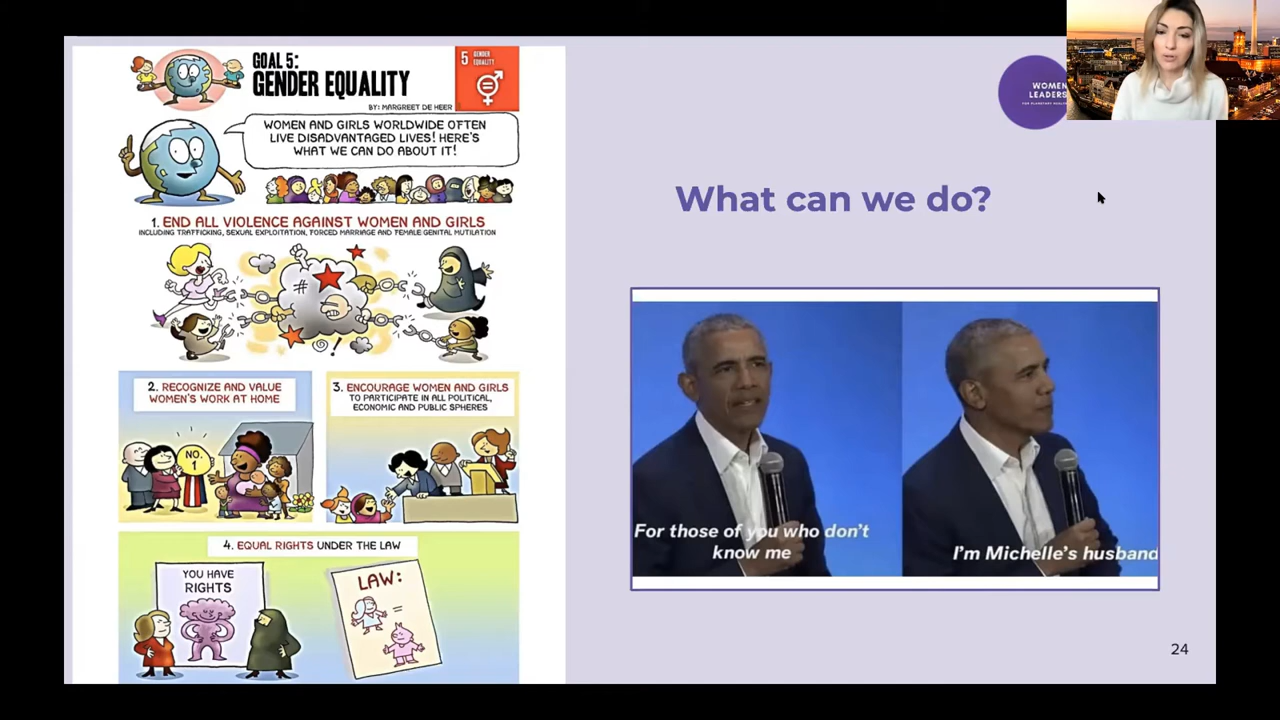 GOAL 5:
GENDER EQUALITY
BY: MARGREET DE HEER
5 GENDER
EQUALITY
WOMEN AND GIRLS WORLDWIDE OFTEN
LIVE DISADVANTAGED LIVES! HERE'S
WHAT WE CAN DO ABOUT IT!
1. END ALL VIOLENCE AGAINST WOMEN AND GIRLS
INCLUDING TRAFFICKING, SEXUAL EXPLOITATION, FORCED MARRIAGE AND FEMALE GENITAL MUTILATION
#
@!
2. RECOGNIZE AND VALUE
WOMEN'S WORK AT HOME
NO.
1
3. ENCOURAGE WOMEN AND GIRLS
TO PARTICIPATE IN ALL POLITICAL,
ECONOMIC AND PUBLIC SPHERES
4. EQUAL RIGHTS UNDER THE LAW
YOU HAVE
RIGHTS
LAW:
=
WOMEN
LEADERS
FOR PLANETARY HEALTH
What can we do?
For those of you who don't
know me
I'm Michelle's husband
24